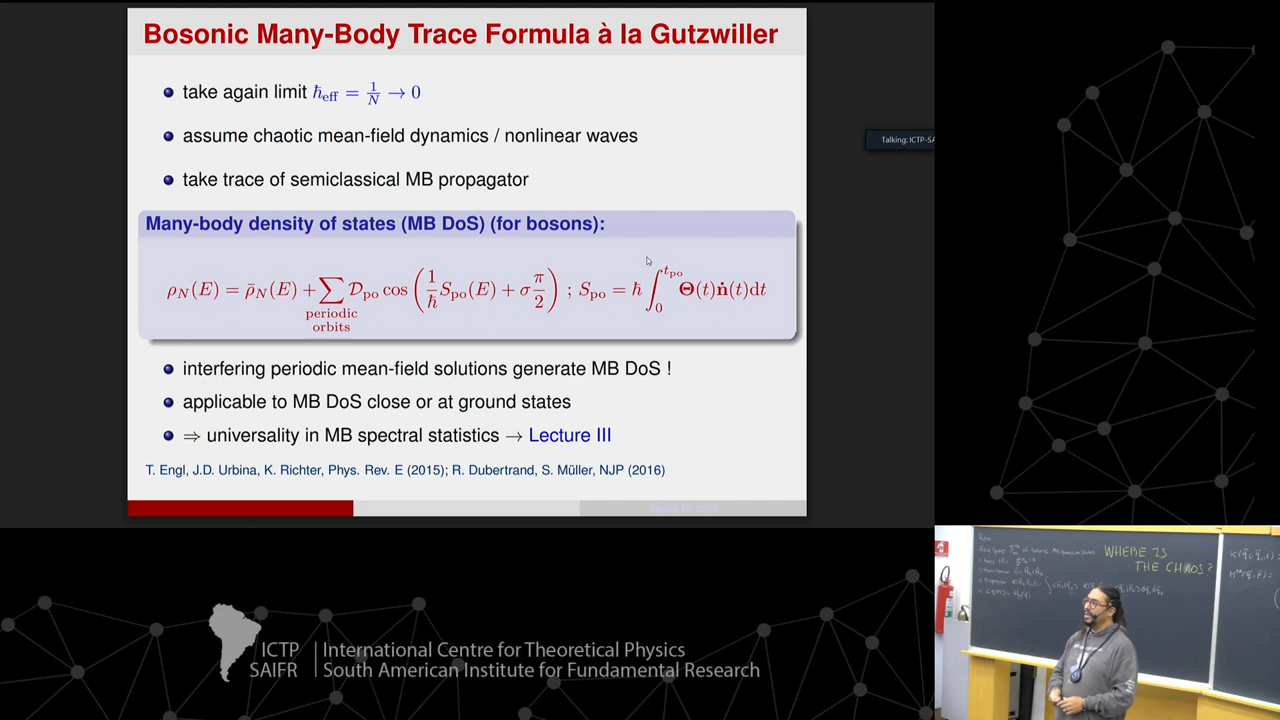 Bosonic Many-Body Trace Formula à la Gutzwiller
take again limit ℏ_eff = 1/N → 0
assume chaotic mean-field dynamics / nonlinear waves
take trace of semiclassical MB propagator
Many-body density of states (MB DoS) (for bosons):
ρ_N(E) = ρ̄_N(E) + ∑_{periodic orbits} 𝒟_po cos(1/ℏ S_po(E) + σ π/2) ; S_po = ℏ ∫_0^{t_po} Θ(t)ṅ(t)dt
interfering periodic mean-field solutions generate MB DoS !
applicable to MB DoS close or at ground states
⇒ universality in MB spectral statistics → Lecture III
T. Engl, J.D. Urbina, K. Richter, Phys. Rev. E (2015); R. Dubertrand, S. Müller, NJP (2016)
Talking: ICTP-SA
WHERE IS
THE CHAOS?
ICTP
SAIFR
International Centre for Theoretical Physics
South American Institute for Fundamental Research